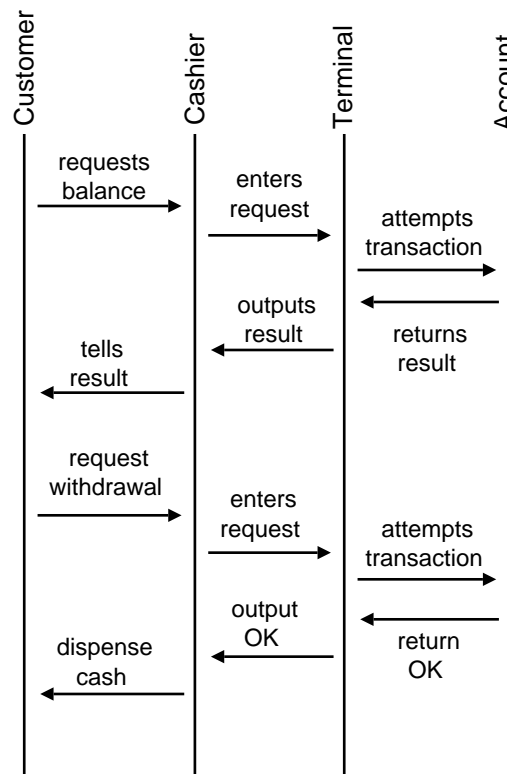 Customer
Cashier
Terminal
Account
requests
balance
enters
request
attempts
transaction
outputs
result
returns
result
tells
result
request
withdrawal
enters
request
attempts
transaction
output
OK
return
OK
dispense
cash